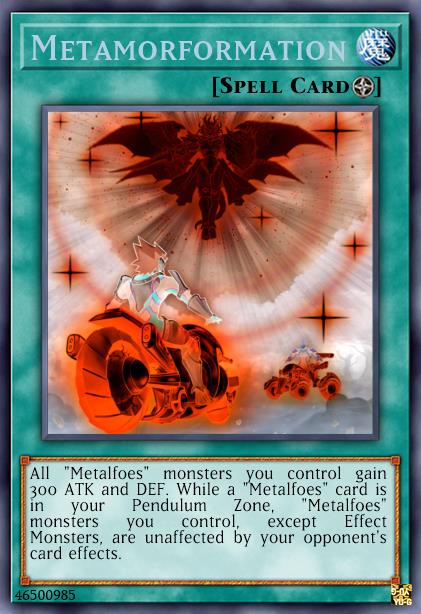 METAMORFORMATION
魔
[SPELL CARD]
All "Metalfoes" monsters you control gain
300 ATK and DEF. While a "Metalfoes" card is
in your Pendulum Zone, "Metalfoes"
monsters you control, except Effect
Monsters, are unaffected by your opponent's
card effects.
46500985